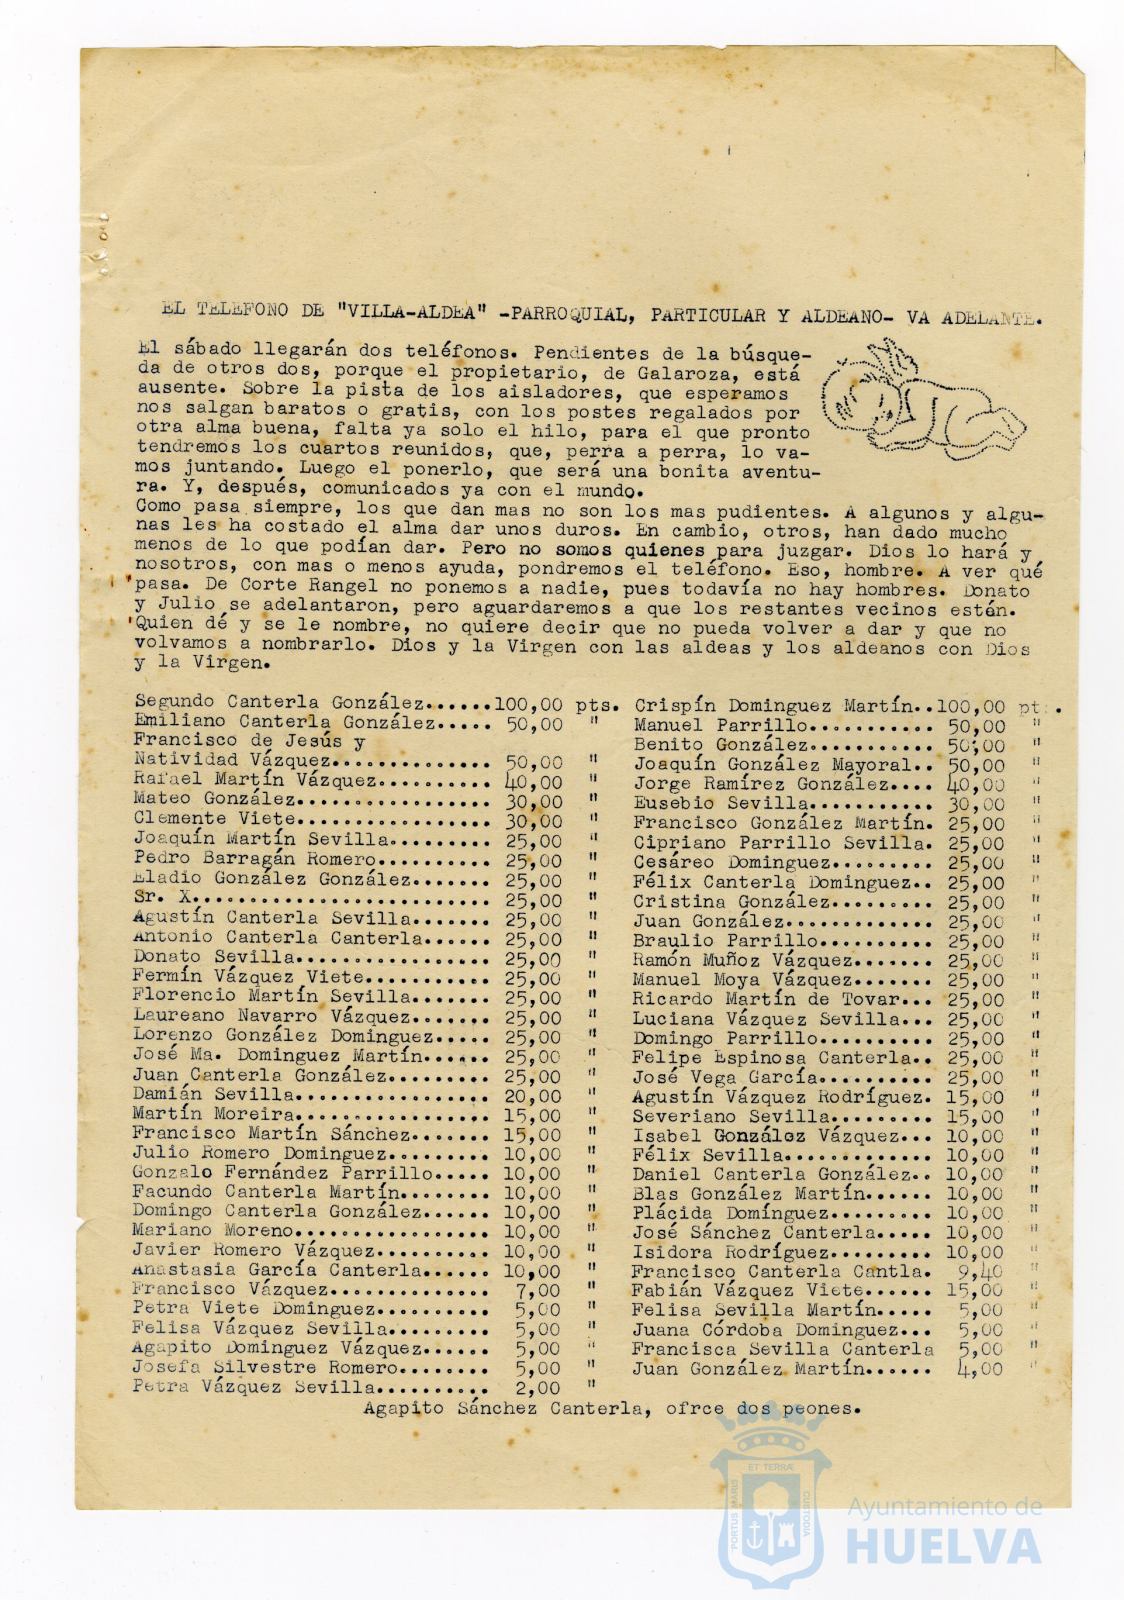 EL TELEFONO DE "VILLA-ALDEA" -PARROQUIAL, PARTICULAR Y ALDEANO- VA ADELANTE.
El sábado llegarán dos teléfonos. Pendientes de la búsque-
da de otros dos, porque el propietario, de Galaroza, está
ausente. Sobre la pista de los aisladores, que esperamos
nos salgan baratos o gratis, con los postes regalados por
otra alma buena, falta ya solo el hilo, para el que pronto
tendremos los cuartos reunidos, que, perra a perra, lo va-
mos juntando. Luego el ponerlo, que será una bonita aventu-
ra. Y, después, comunicados ya con el mundo.
Como pasa siempre, los que dan mas no son los mas pudientes. A algunos y algu-
nas les ha costado el alma dar unos duros. En cambio, otros, han dado mucho
menos de lo que podían dar. Pero no somos quienes para juzgar. Dios lo hará y
nosotros, con mas o menos ayuda, pondremos el teléfono. Eso, hombre. A ver qué
pasa. De Corte Rangel no ponemos a nadie, pues todavía no hay hombres. Donato
y Julio se adelantaron, pero aguardaremos a que los restantes vecinos estén.
Quien dé y se le nombre, no quiere decir que no pueda volver a dar y que no
volvamos a nombrarlo. Dios y la Virgen con las aldeas y los aldeanos con Dios
y la Virgen.
Segundo Canterla González......100,00 pts.
Emiliano Canterla González..... 50,00 "
Francisco de Jesús y
Natividad Vázquez.............. 50,00 "
Rafael Martín Vázquez.......... 40,00 "
Mateo González................. 30,00 "
Clemente Viete................. 30,00 "
Joaquín Martín Sevilla......... 25,00 "
Pedro Barragán Romero.......... 25,00 "
Eladio González González....... 25,00 "
Sr. X.......................... 25,00 "
Agustín Canterla Sevilla....... 25,00 "
Antonio Canterla Canterla...... 25,00 "
Donato Sevilla................. 25,00 "
Fermín Vázquez Viete........... 25,00 "
Florencio Martín Sevilla....... 25,00 "
Laureano Navarro Vázquez....... 25,00 "
Lorenzo González Dominguez..... 25,00 "
José Ma. Dominguez Martín...... 25,00 "
Juan Canterla González......... 25,00 "
Damián Sevilla................. 20,00 "
Martín Moreira................. 15,00 "
Francisco Martín Sánchez....... 15,00 "
Julio Romero Dominguez......... 10,00 "
Gonzalo Fernández Parrillo..... 10,00 "
Facundo Canterla Martín........ 10,00 "
Domingo Canterla González...... 10,00 "
Mariano Moreno................. 10,00 "
Javier Romero Vázquez.......... 10,00 "
Anastasia García Canterla...... 10,00 "
Francisco Vázquez.............. 7,00 "
Petra Viete Domínguez.......... 5,00 "
Felisa Vázquez Sevilla......... 5,00 "
Agapito Dominguez Vázquez...... 5,00 "
Josefa Silvestre Romero........ 5,00 "
Petra Vázquez Sevilla.......... 2,00 "
Crispín Dominguez Martín..100,00 pts.
Manuel Parrillo........... 50,00 "
Benito González........... 50,00 "
Joaquín González Mayoral.. 50,00 "
Jorge Ramírez González.... 40,00 "
Eusebio Sevilla........... 30,00 "
Francisco González Martín. 25,00 "
Cipriano Parrillo Sevilla. 25,00 "
Cesáreo Dominguez......... 25,00 "
Félix Canterla Dominguez.. 25,00 "
Cristina González......... 25,00 "
Juan González............. 25,00 "
Braulio Parrillo.......... 25,00 "
Ramón Muñoz Vázquez....... 25,00 "
Manuel Moya Vázquez....... 25,00 "
Ricardo Martín de Tovar... 25,00 "
Luciana Vázquez Sevilla... 25,00 "
Domingo Parrillo.......... 25,00 "
Felipe Espinosa Canterla.. 25,00 "
José Vega García.......... 25,00 "
Agustín Vázquez Rodríguez. 15,00 "
Severiano Sevilla......... 15,00 "
Isabel González Vázquez... 10,00 "
Félix Sevilla............. 10,00 "
Daniel Canterla González.. 10,00 "
Blas González Martín...... 10,00 "
Plácida Domínguez......... 10,00 "
José Sánchez Canterla..... 10,00 "
Isidora Rodríguez......... 10,00 "
Francisco Canterla Cantla. 9,40 "
Fabián Vázquez Viete...... 15,00 "
Felisa Sevilla Martín..... 5,00 "
Juana Córdoba Dominguez... 5,00 "
Francisca Sevilla Canterla 5,00 "
Juan González Martín...... 4,00 "
Agapito Sánchez Canterla, ofrce dos peones.
PORTUS MARIS ET TERRÆ CUSTODIA
Ayuntamiento de
HUELVA